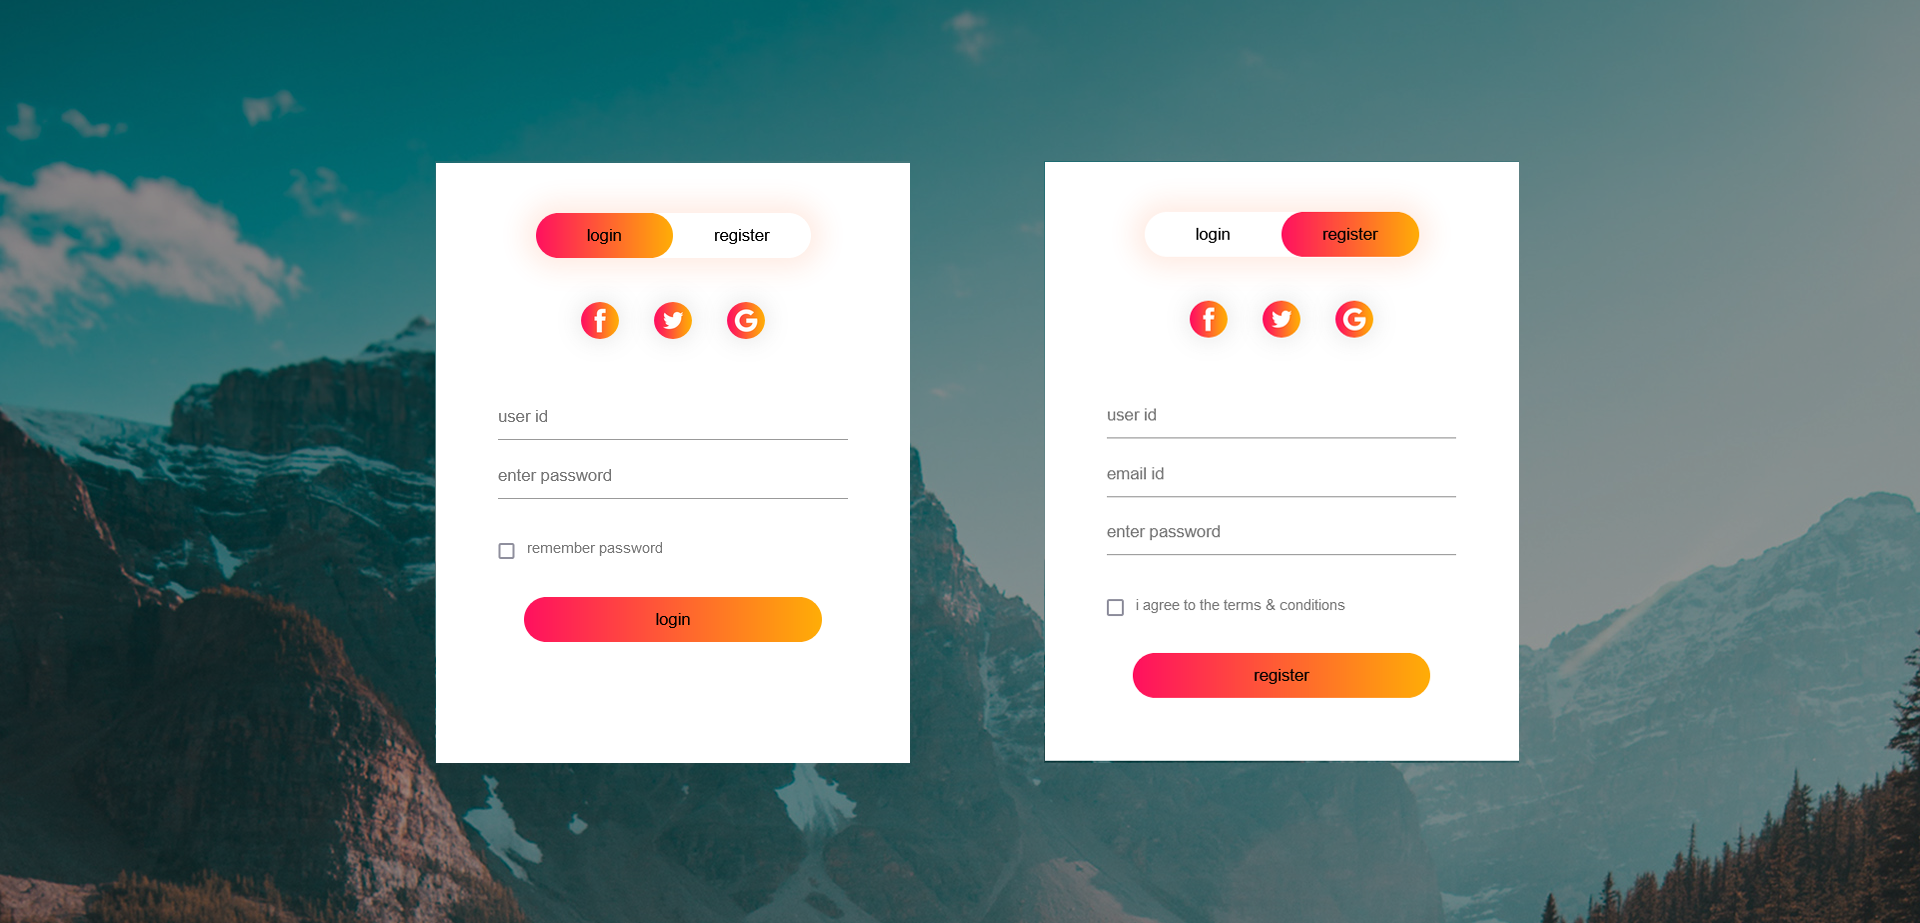 login register
user id
enter password
remember password
login
login register
user id
email id
enter password
i agree to the terms & conditions
register